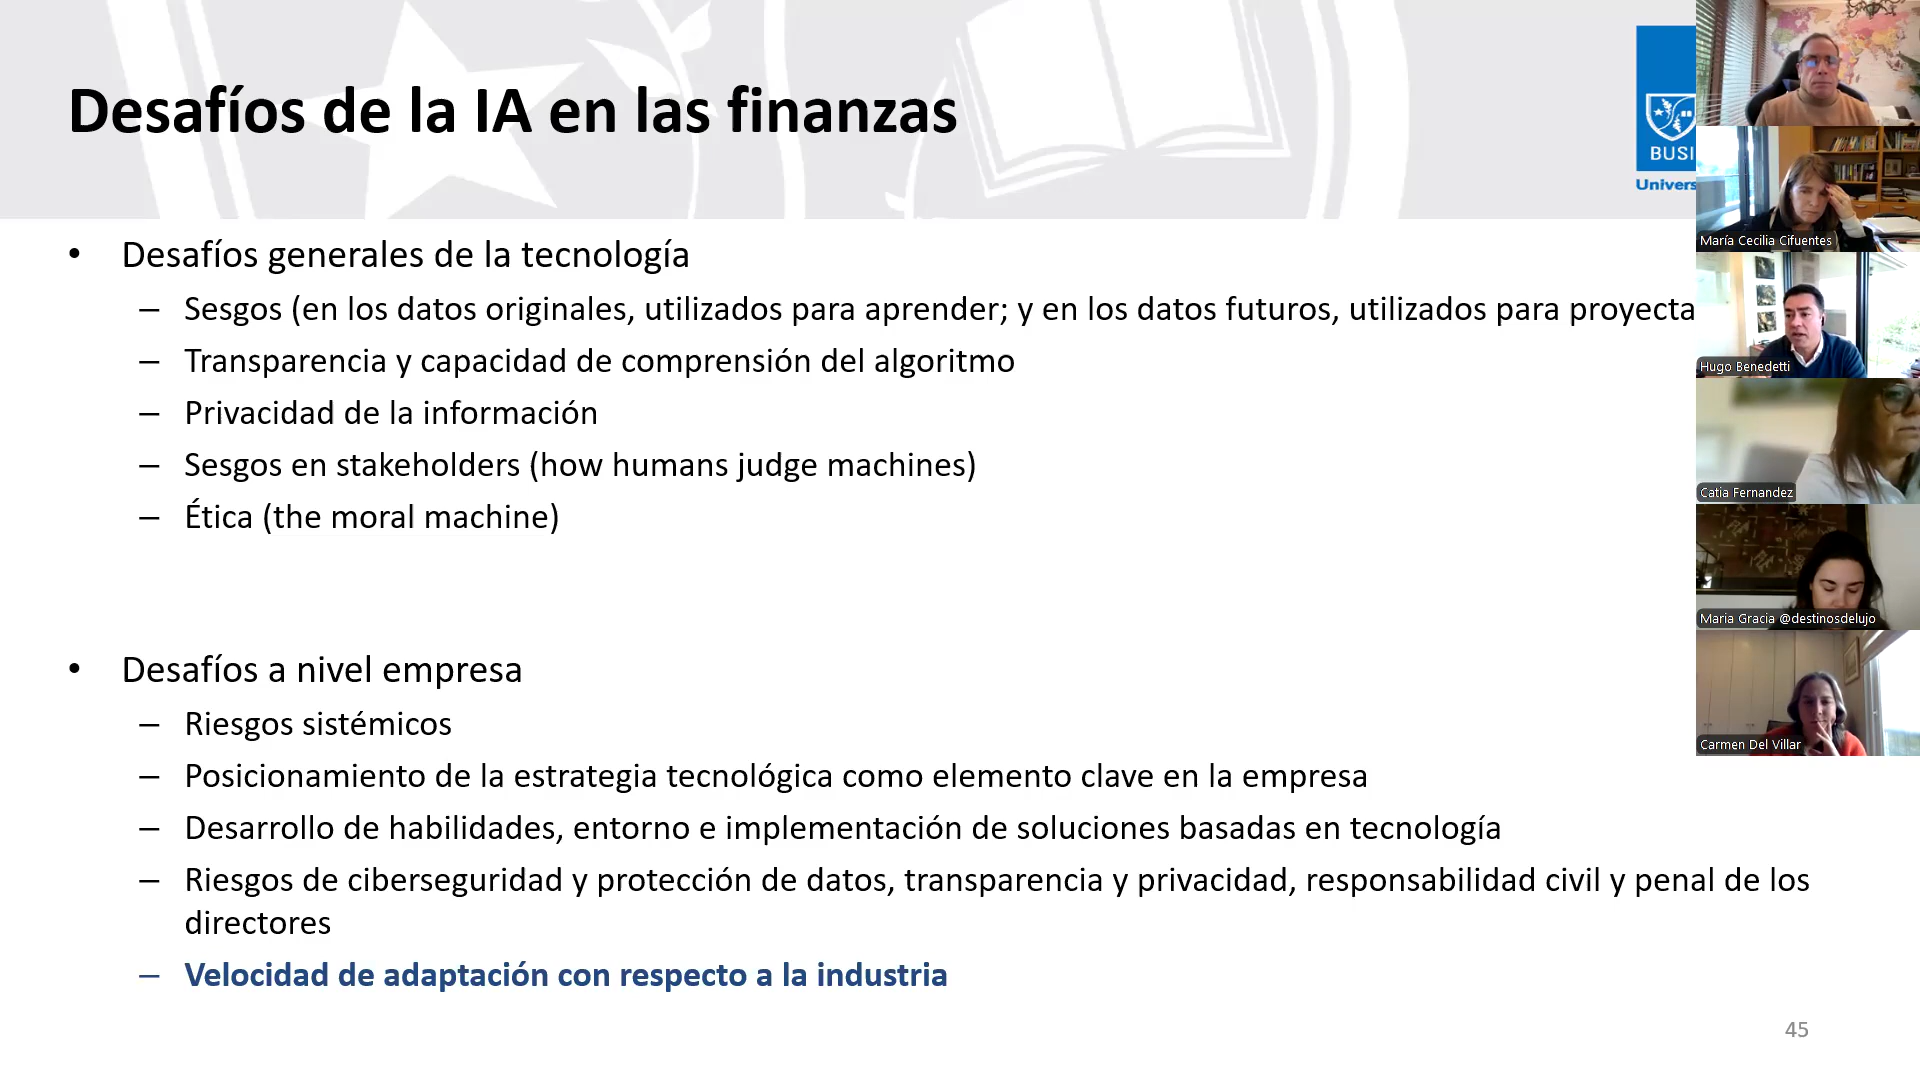 Desafíos de la IA en las finanzas
BUSI
Univers
• Desafíos generales de la tecnología
– Sesgos (en los datos originales, utilizados para aprender; y en los datos futuros, utilizados para proyecta
– Transparencia y capacidad de comprensión del algoritmo
– Privacidad de la información
– Sesgos en stakeholders (how humans judge machines)
– Ética (the moral machine)
• Desafíos a nivel empresa
– Riesgos sistémicos
– Posicionamiento de la estrategia tecnológica como elemento clave en la empresa
– Desarrollo de habilidades, entorno e implementación de soluciones basadas en tecnología
– Riesgos de ciberseguridad y protección de datos, transparencia y privacidad, responsabilidad civil y penal de los
directores
– Velocidad de adaptación con respecto a la industria
45
María Cecilia Cifuentes
Hugo Benedetti
Catia Fernandez
Maria Gracia @destinosdelujo
Carmen Del Villar